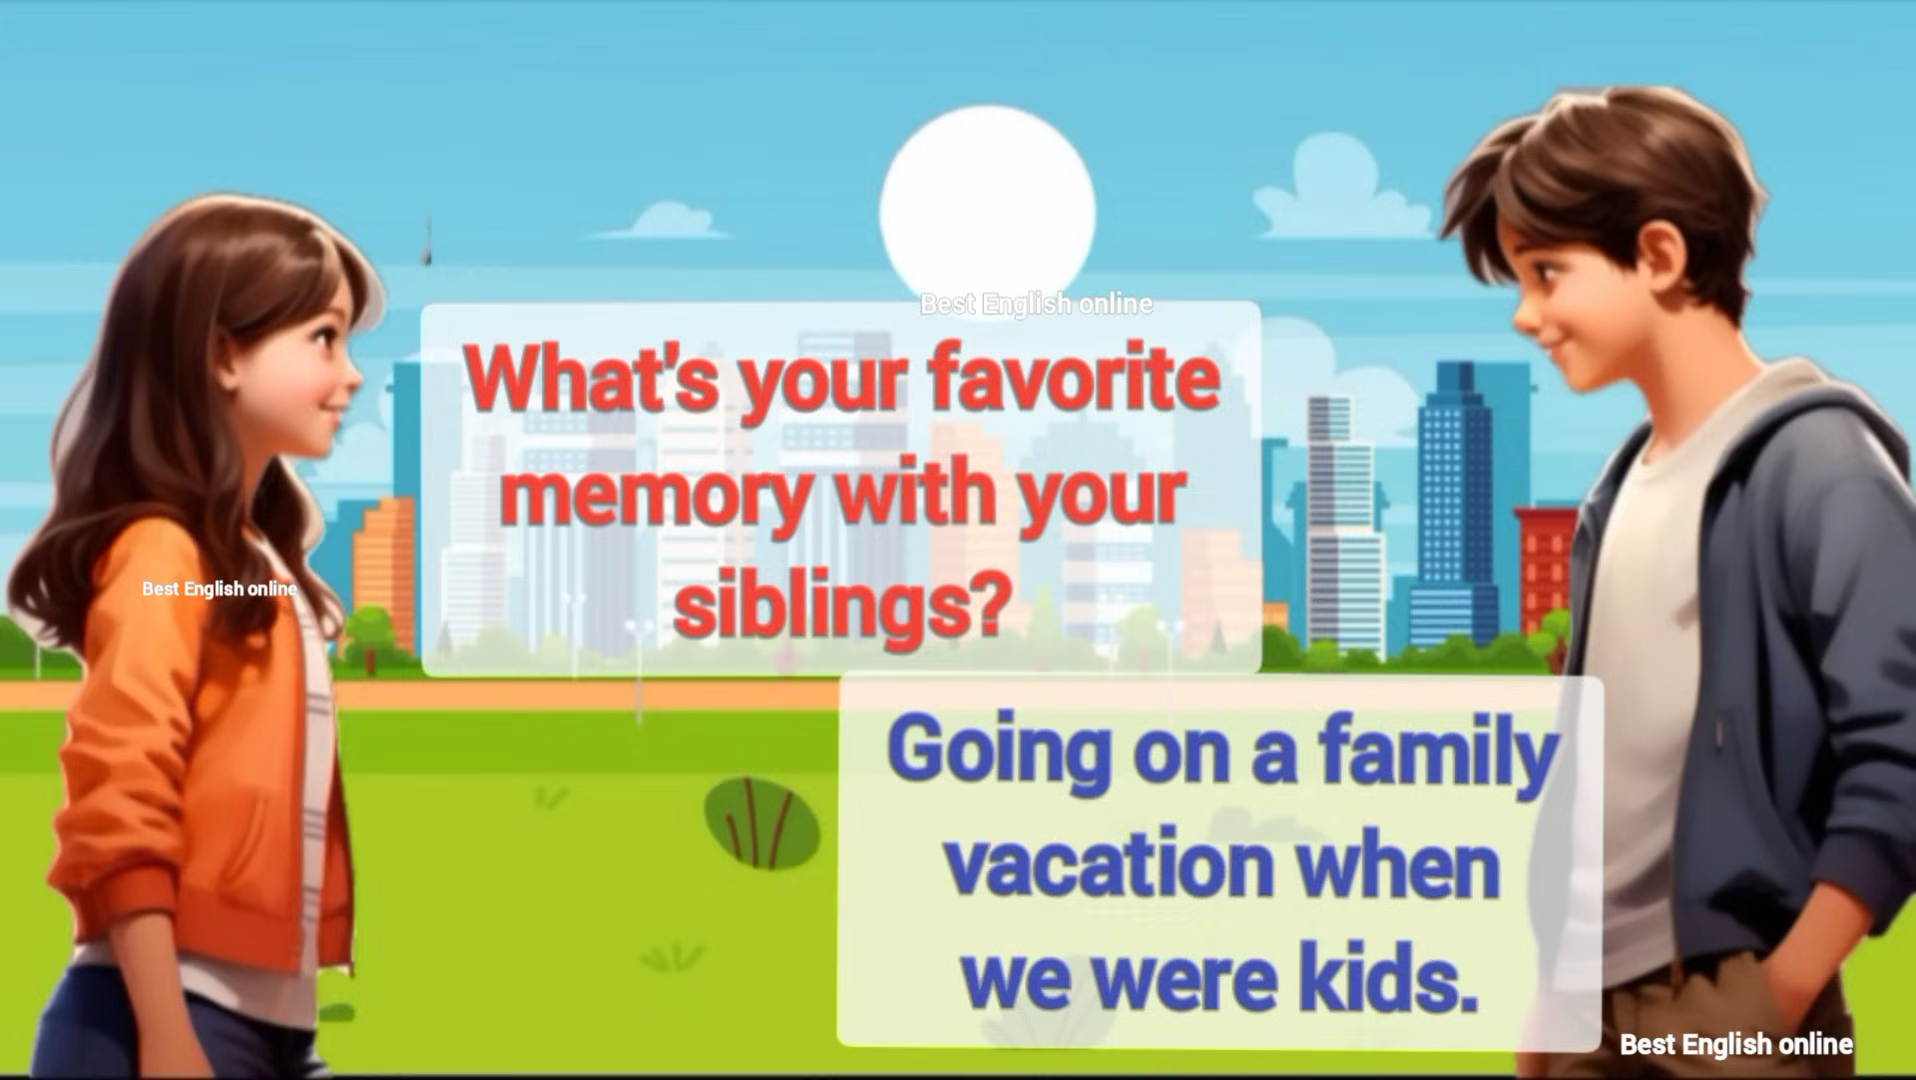 Best English online
What's your favorite
memory with your
siblings?
Best English online
Going on a family
vacation when
we were kids.
Best English online